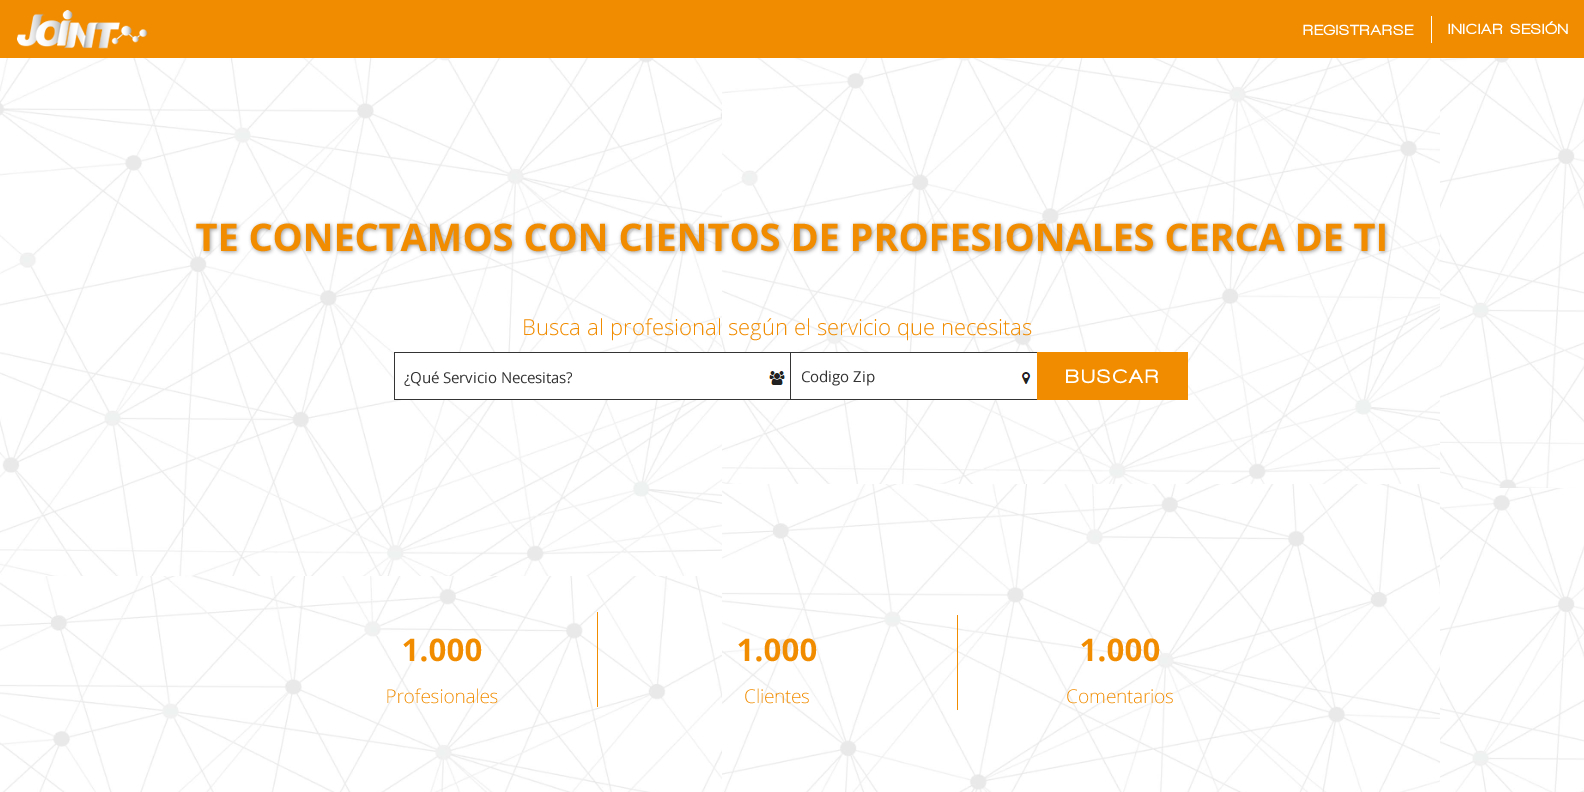 JOINT
REGISTRARSE
INICIAR SESIÓN
TE CONECTAMOS CON CIENTOS DE PROFESIONALES CERCA DE TI
Busca al profesional según el servicio que necesitas
¿Qué Servicio Necesitas?
Codigo Zip
BUSCAR
1.000
1.000
1.000
Profesionales
Clientes
Comentarios